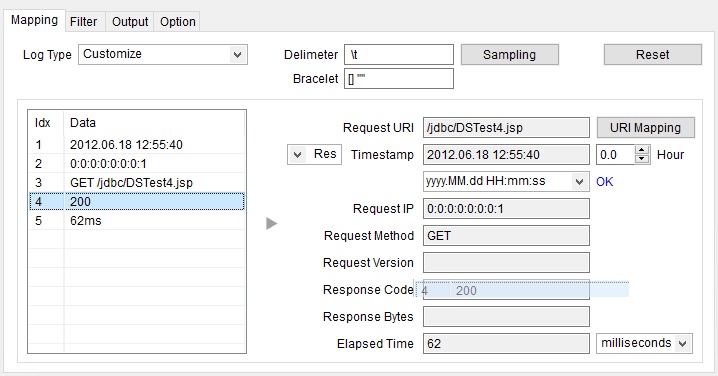 Mapping Filter Output Option
Log Type Customize Delimeter \t Sampling Reset
Bracelet [] ""
Idx Data
1 2012.06.18 12:55:40
2 0:0:0:0:0:0:0:1
3 GET /jdbc/DSTest4.jsp
4 200
5 62ms
Request URI /jdbc/DSTest4.jsp URI Mapping
Res Timestamp 2012.06.18 12:55:40 0.0 Hour
yyyy.MM.dd HH:mm:ss OK
Request IP 0:0:0:0:0:0:0:1
Request Method GET
Request Version
Response Code 4 200
Response Bytes
Elapsed Time 62 milliseconds